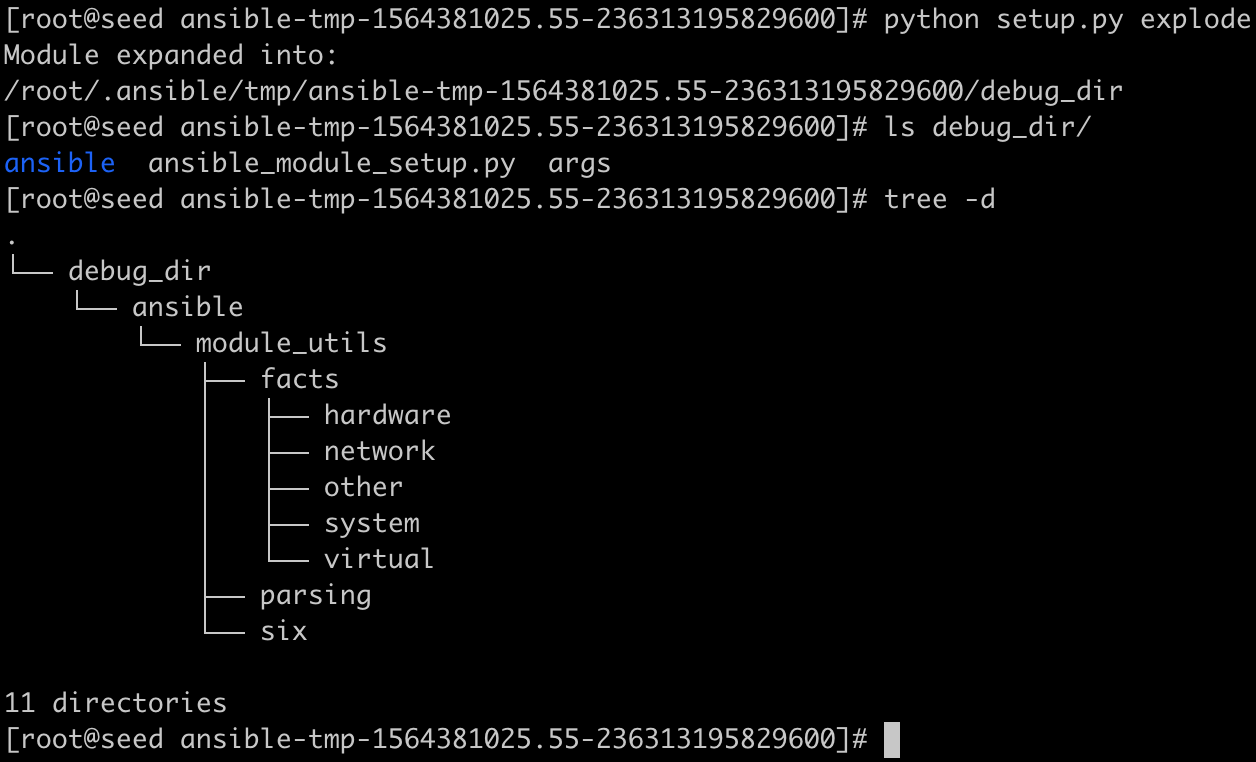 [root@seed ansible-tmp-1564381025.55-236313195829600]# python setup.py explode
Module expanded into:
/root/.ansible/tmp/ansible-tmp-1564381025.55-236313195829600/debug_dir
[root@seed ansible-tmp-1564381025.55-236313195829600]# ls debug_dir/
ansible  ansible_module_setup.py  args
[root@seed ansible-tmp-1564381025.55-236313195829600]# tree -d
.
└── debug_dir
    └── ansible
        └── module_utils
            ├── facts
            │   ├── hardware
            │   ├── network
            │   ├── other
            │   ├── system
            │   └── virtual
            ├── parsing
            └── six

11 directories
[root@seed ansible-tmp-1564381025.55-236313195829600]#